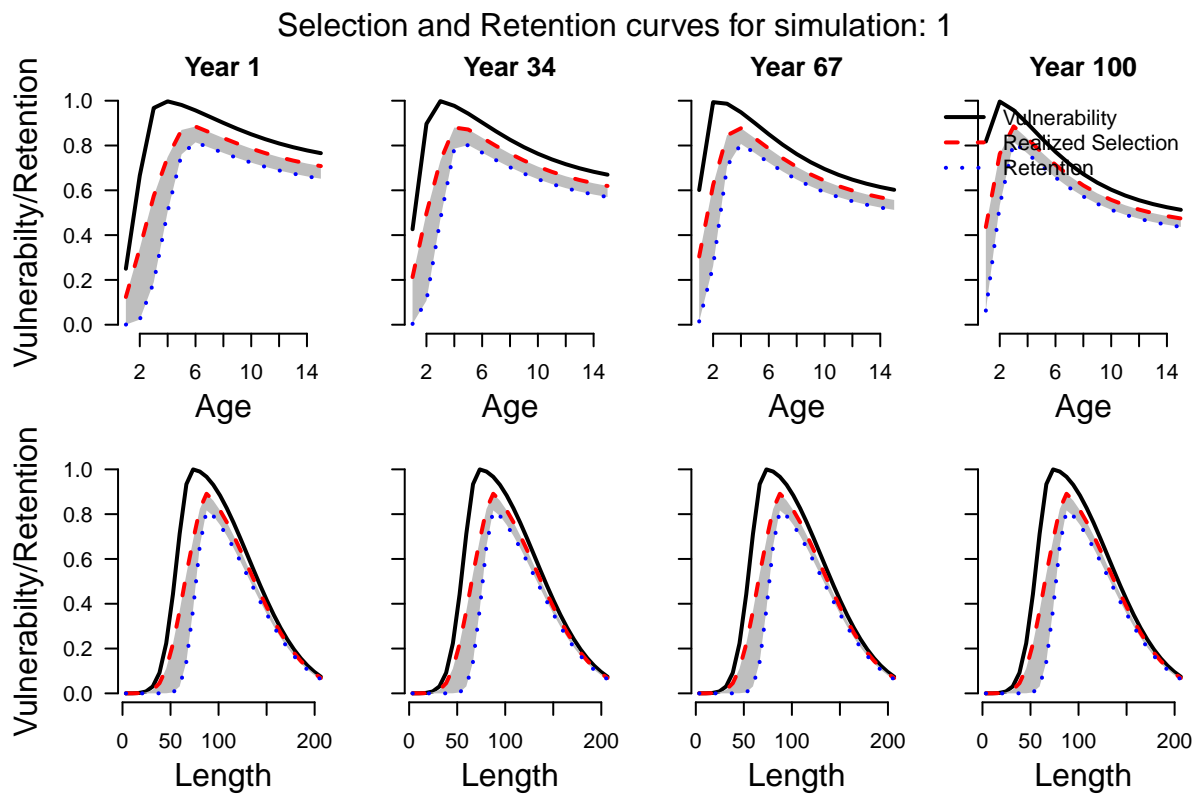 Selection and Retention curves for simulation: 1
Year 1 Year 34 Year 67 Year 100
Vulnerabilty/Retention
1.0
0.8
0.6
0.4
0.2
0.0
Vulnerability
Realized Selection
Retention
2 6 10 14 2 6 10 14 2 6 10 14 2 6 10 14
Age Age Age Age
Vulnerabilty/Retention
1.0
0.8
0.6
0.4
0.2
0.0
0 50 100 200 0 50 100 200 0 50 100 200 0 50 100 200
Length Length Length Length